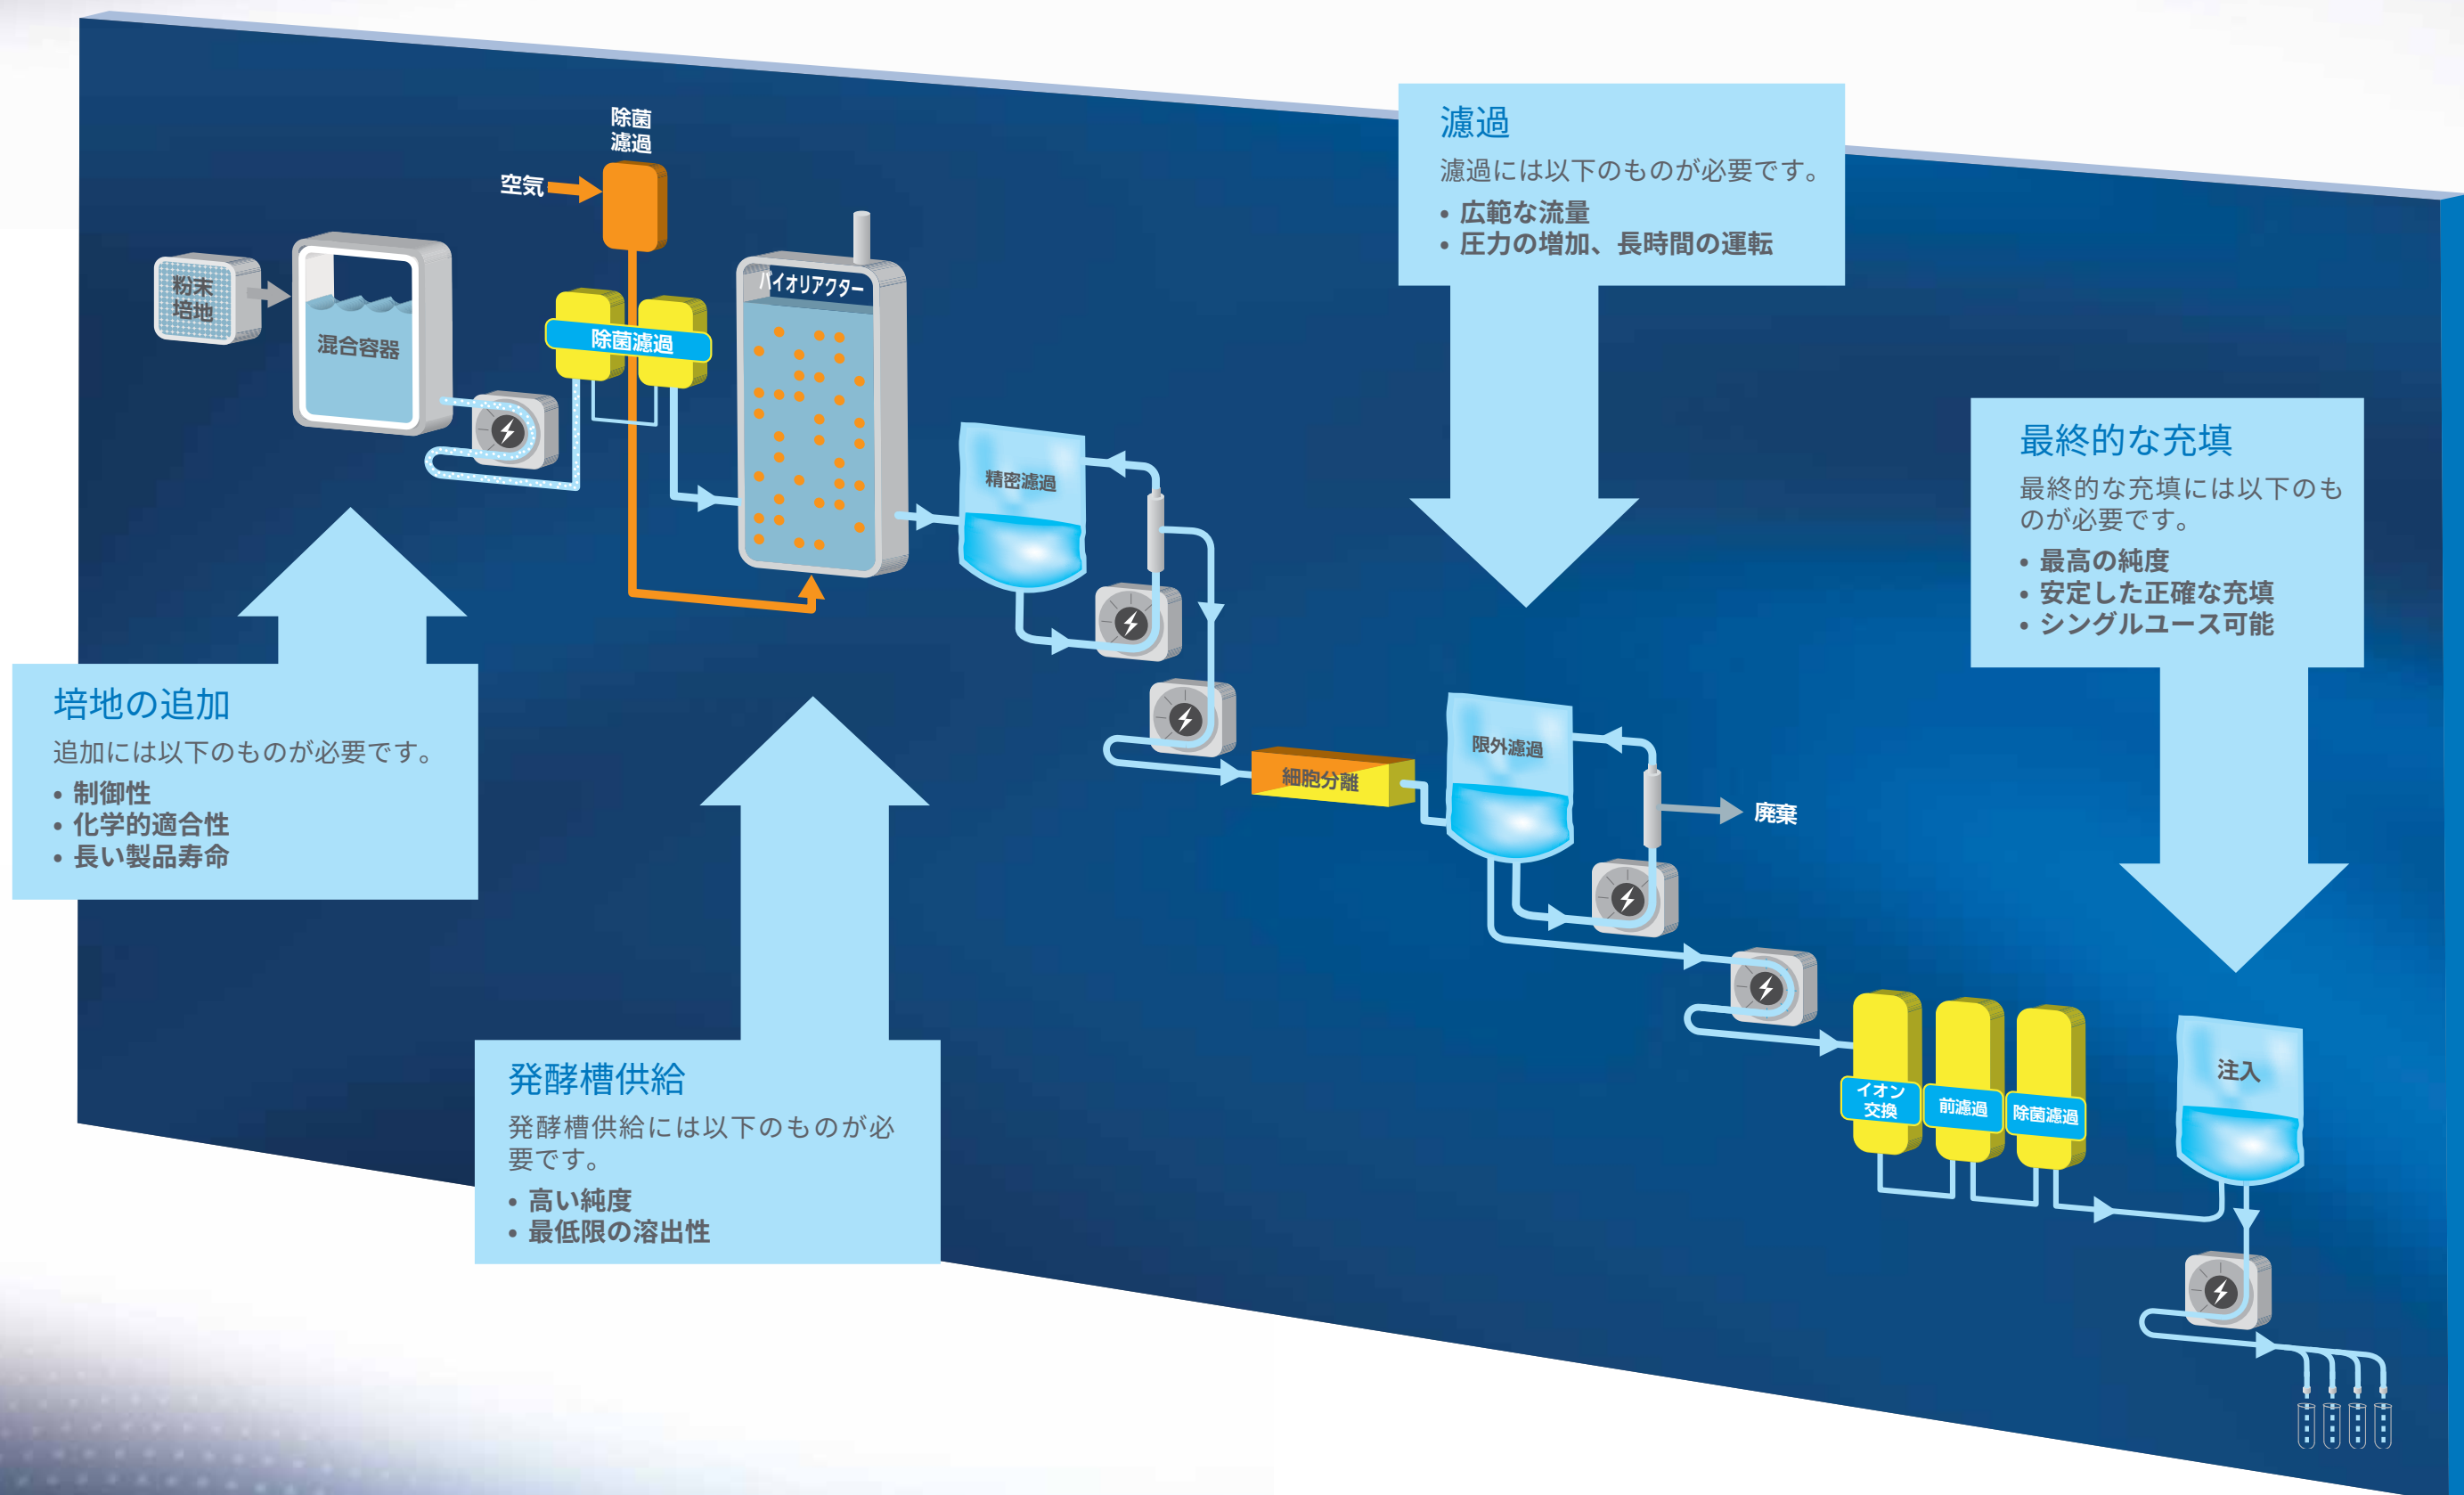 除菌
濾過
空気
粉末
培地
混合容器
除菌濾過
バイオリアクター
濾過
濾過には以下のものが必要です。
• 広範な流量
• 圧力の増加、長時間の運転
精密濾過
最終的な充填
最終的な充填には以下のも
のが必要です。
• 最高の純度
• 安定した正確な充填
• シングルユース可能
培地の追加
追加には以下のものが必要です。
• 制御性
• 化学的適合性
• 長い製品寿命
細胞分離
限外濾過
廃棄
発酵槽供給
発酵槽供給には以下のものが必
要です。
• 高い純度
• 最低限の溶出性
イオン
交換
前濾過
除菌濾過
注入